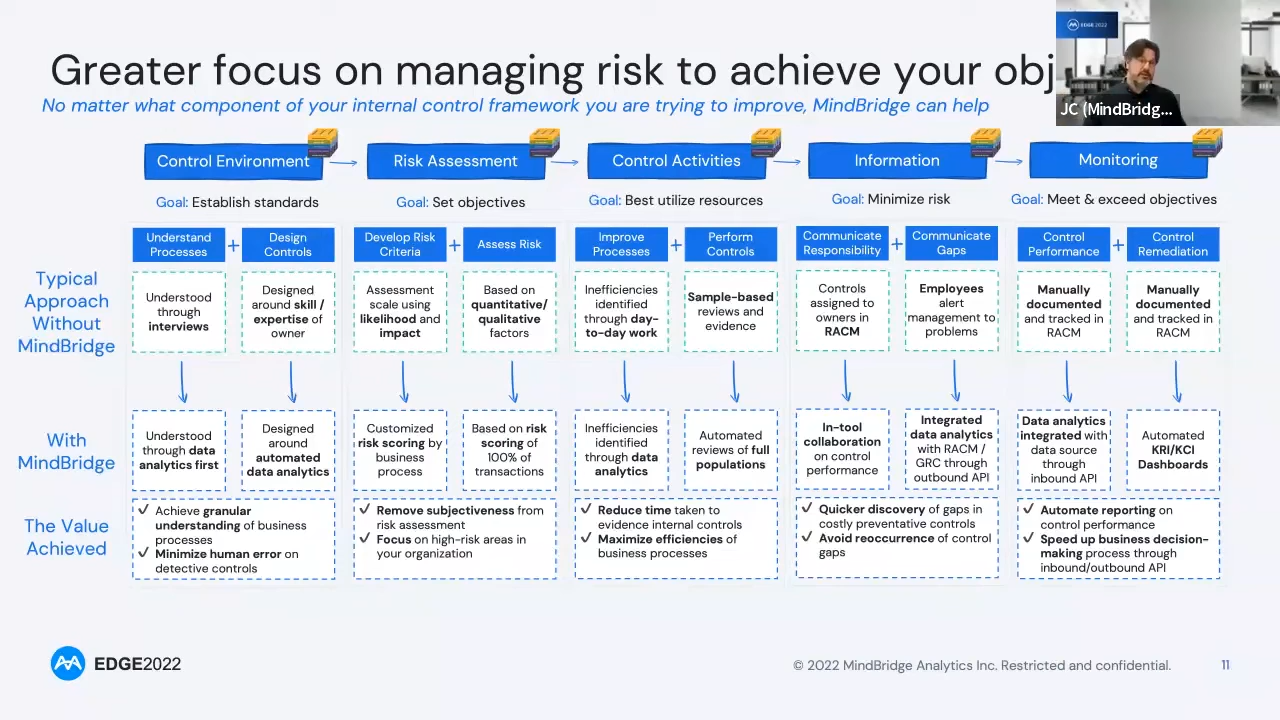 Greater focus on managing risk to achieve your obj
No matter what component of your internal control framework you are trying to improve, MindBridge can help
EDGE 2022
JC (MindBridg...
Control Environment
Risk Assessment
Control Activities
Information
Monitoring
Goal: Establish standards
Goal: Set objectives
Goal: Best utilize resources
Goal: Minimize risk
Goal: Meet & exceed objectives
Understand
Processes
+
Design
Controls
Develop Risk
Criteria
+
Assess Risk
Improve
Processes
+
Perform
Controls
Communicate
Responsibility
+
Communicate
Gaps
Control
Performance
+
Control
Remediation
Typical
Approach
Without
MindBridge
Understood
through
interviews
Designed
around skill /
expertise of
owner
Assessment
scale using
likelihood and
impact
Based on
quantitative/
qualitative
factors
Inefficiencies
identified
through day-
to-day work
Sample-based
reviews and
evidence
Controls
assigned to
owners in
RACM
Employees
alert
management to
problems
Manually
documented
and tracked in
RACM
Manually
documented
and tracked in
RACM
With
MindBridge
Understood
through data
analytics first
Designed
around
automated
data analytics
Customized
risk scoring by
business
process
Based on risk
scoring of
100% of
transactions
Inefficiencies
identified
through data
analytics
Automated
reviews of full
populations
In-tool
collaboration
on control
performance
Integrated
data analytics
with RACM /
GRC through
outbound API
Data analytics
integrated with
data source
through
inbound API
Automated
KRI/KCI
Dashboards
The Value
Achieved
✓ Achieve granular
understanding of business
processes
✓ Minimize human error on
detective controls
✓ Remove subjectiveness from
risk assessment
✓ Focus on high-risk areas in
your organization
✓ Reduce time taken to
evidence internal controls
✓ Maximize efficiencies of
business processes
✓ Quicker discovery of gaps in
costly preventative controls
✓ Avoid reoccurrence of control
gaps
✓ Automate reporting on
control performance
✓ Speed up business decision-
making process through
inbound/outbound API
EDGE2022
© 2022 MindBridge Analytics Inc. Restricted and confidential.
11